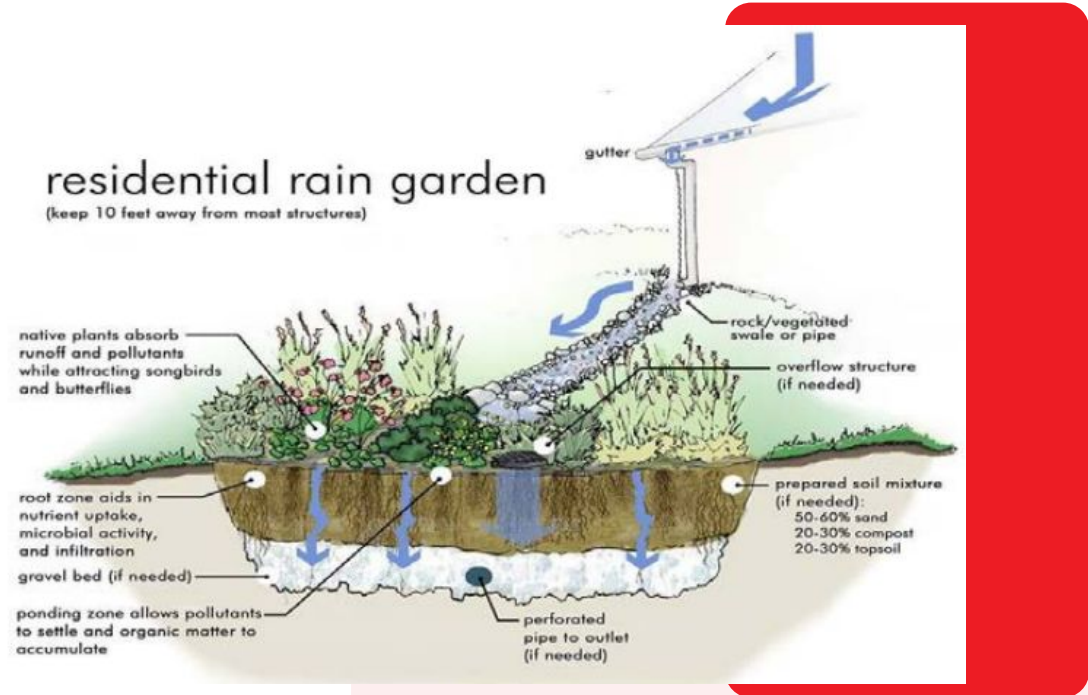 gutter
residential rain garden
(keep 10 feet away from most structures)
native plants absorb
runoff and pollutants
while attracting songbirds
and butterflies
rock/vegetated
swale or pipe
overflow structure
(if needed)
root zone aids in
nutrient uptake,
microbial activity,
and infiltration
prepared soil mixture
(if needed):
50-60% sand
20-30% compost
20-30% topsoil
gravel bed (if needed)
ponding zone allows pollutants
to settle and organic matter to
accumulate
perforated
pipe to outlet
(if needed)